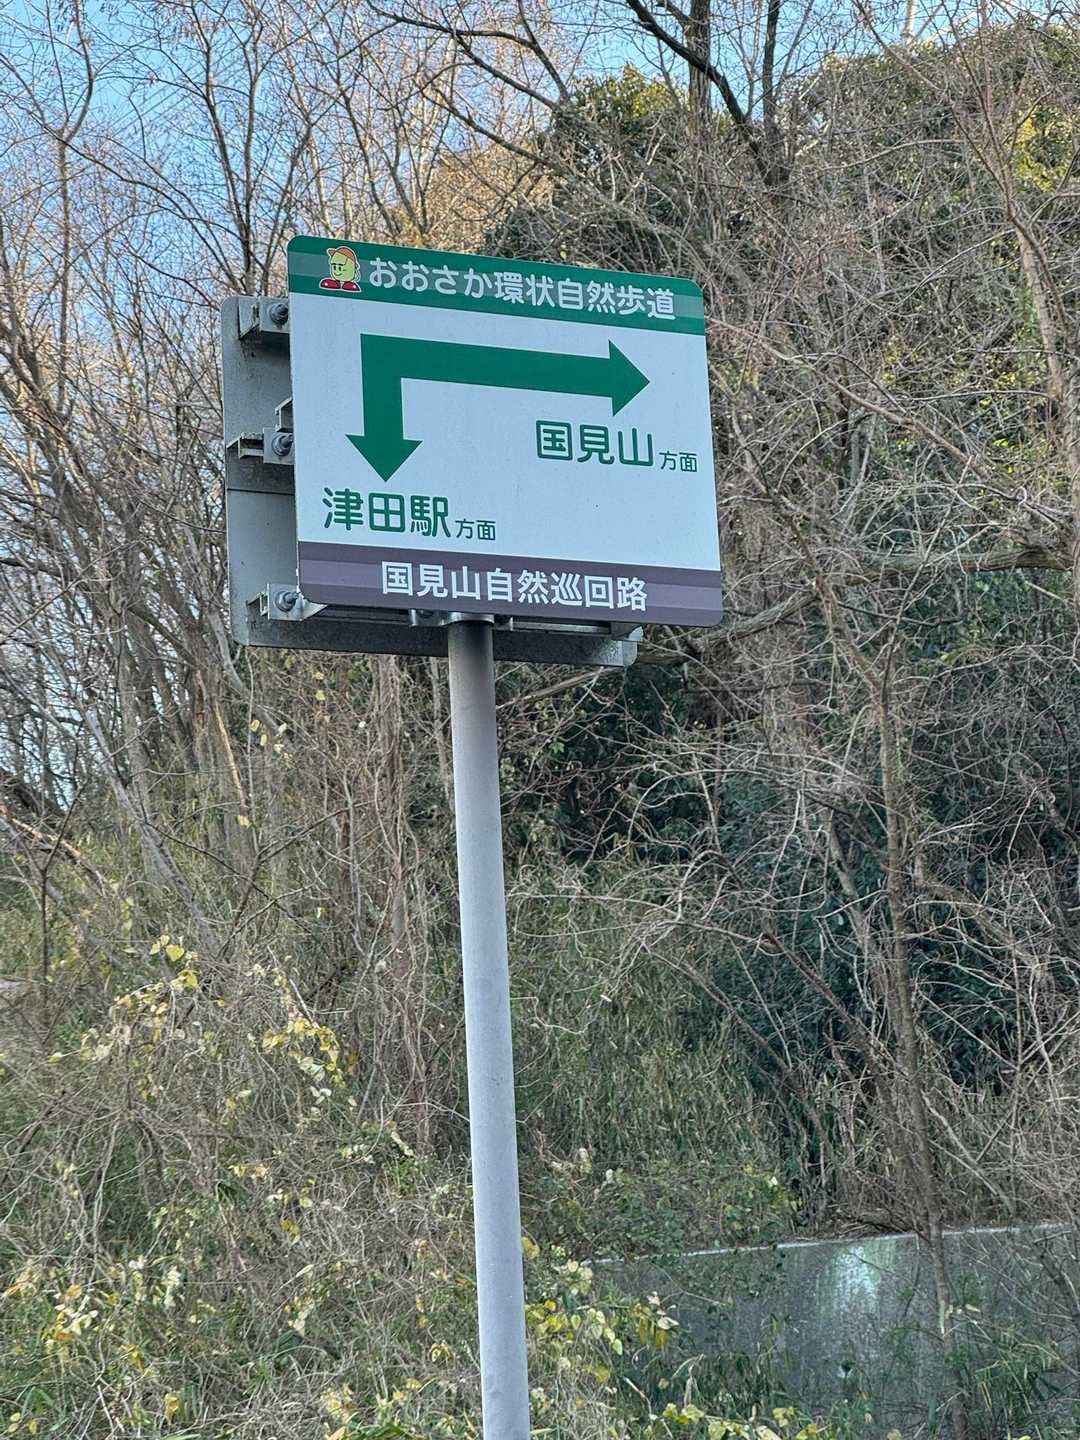 おおさか環状自然歩道
国見山方面
津田駅方面
国見山自然巡回路